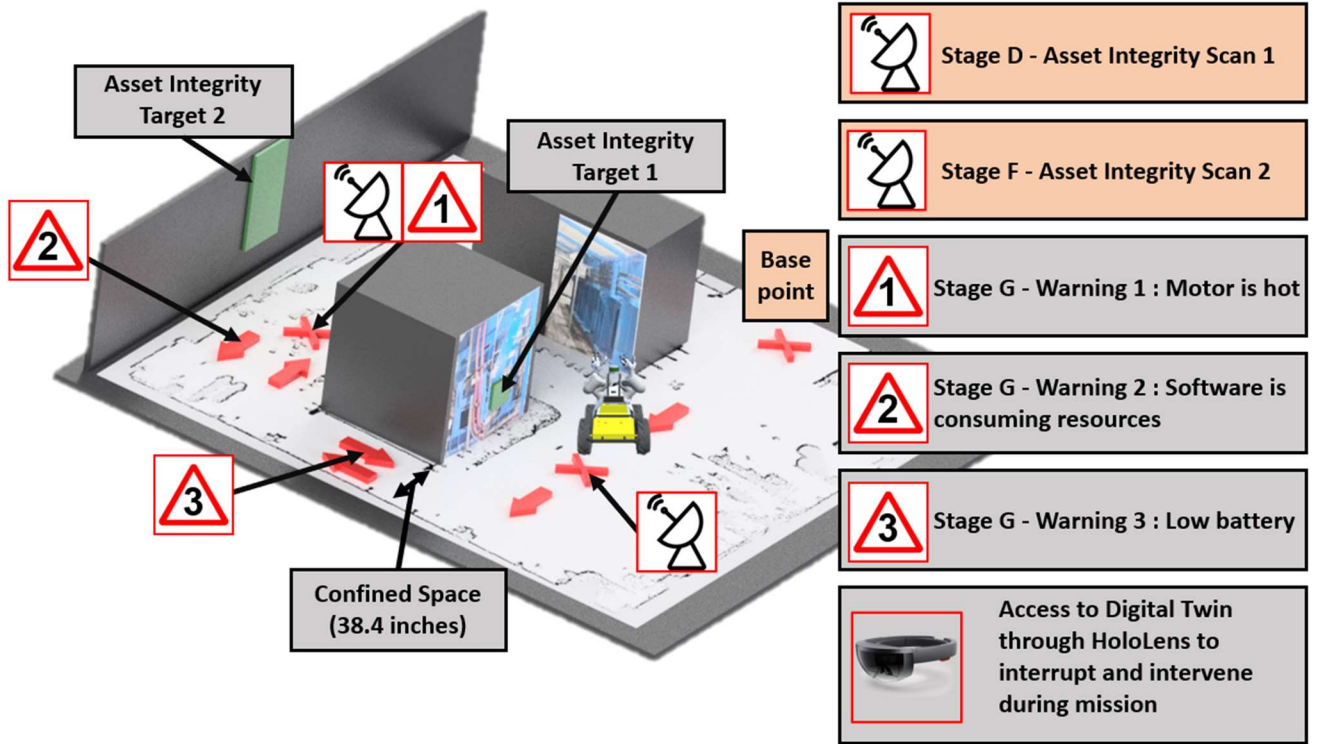 Asset Integrity
Target 2
Asset Integrity
Target 1
2
1
Base
point
3
Confined Space
(38.4 inches)
Stage D - Asset Integrity Scan 1
Stage F - Asset Integrity Scan 2
1
Stage G - Warning 1 : Motor is hot
2
Stage G - Warning 2 : Software is
consuming resources
3
Stage G - Warning 3 : Low battery
Access to Digital Twin
through HoloLens to
interrupt and intervene
during mission